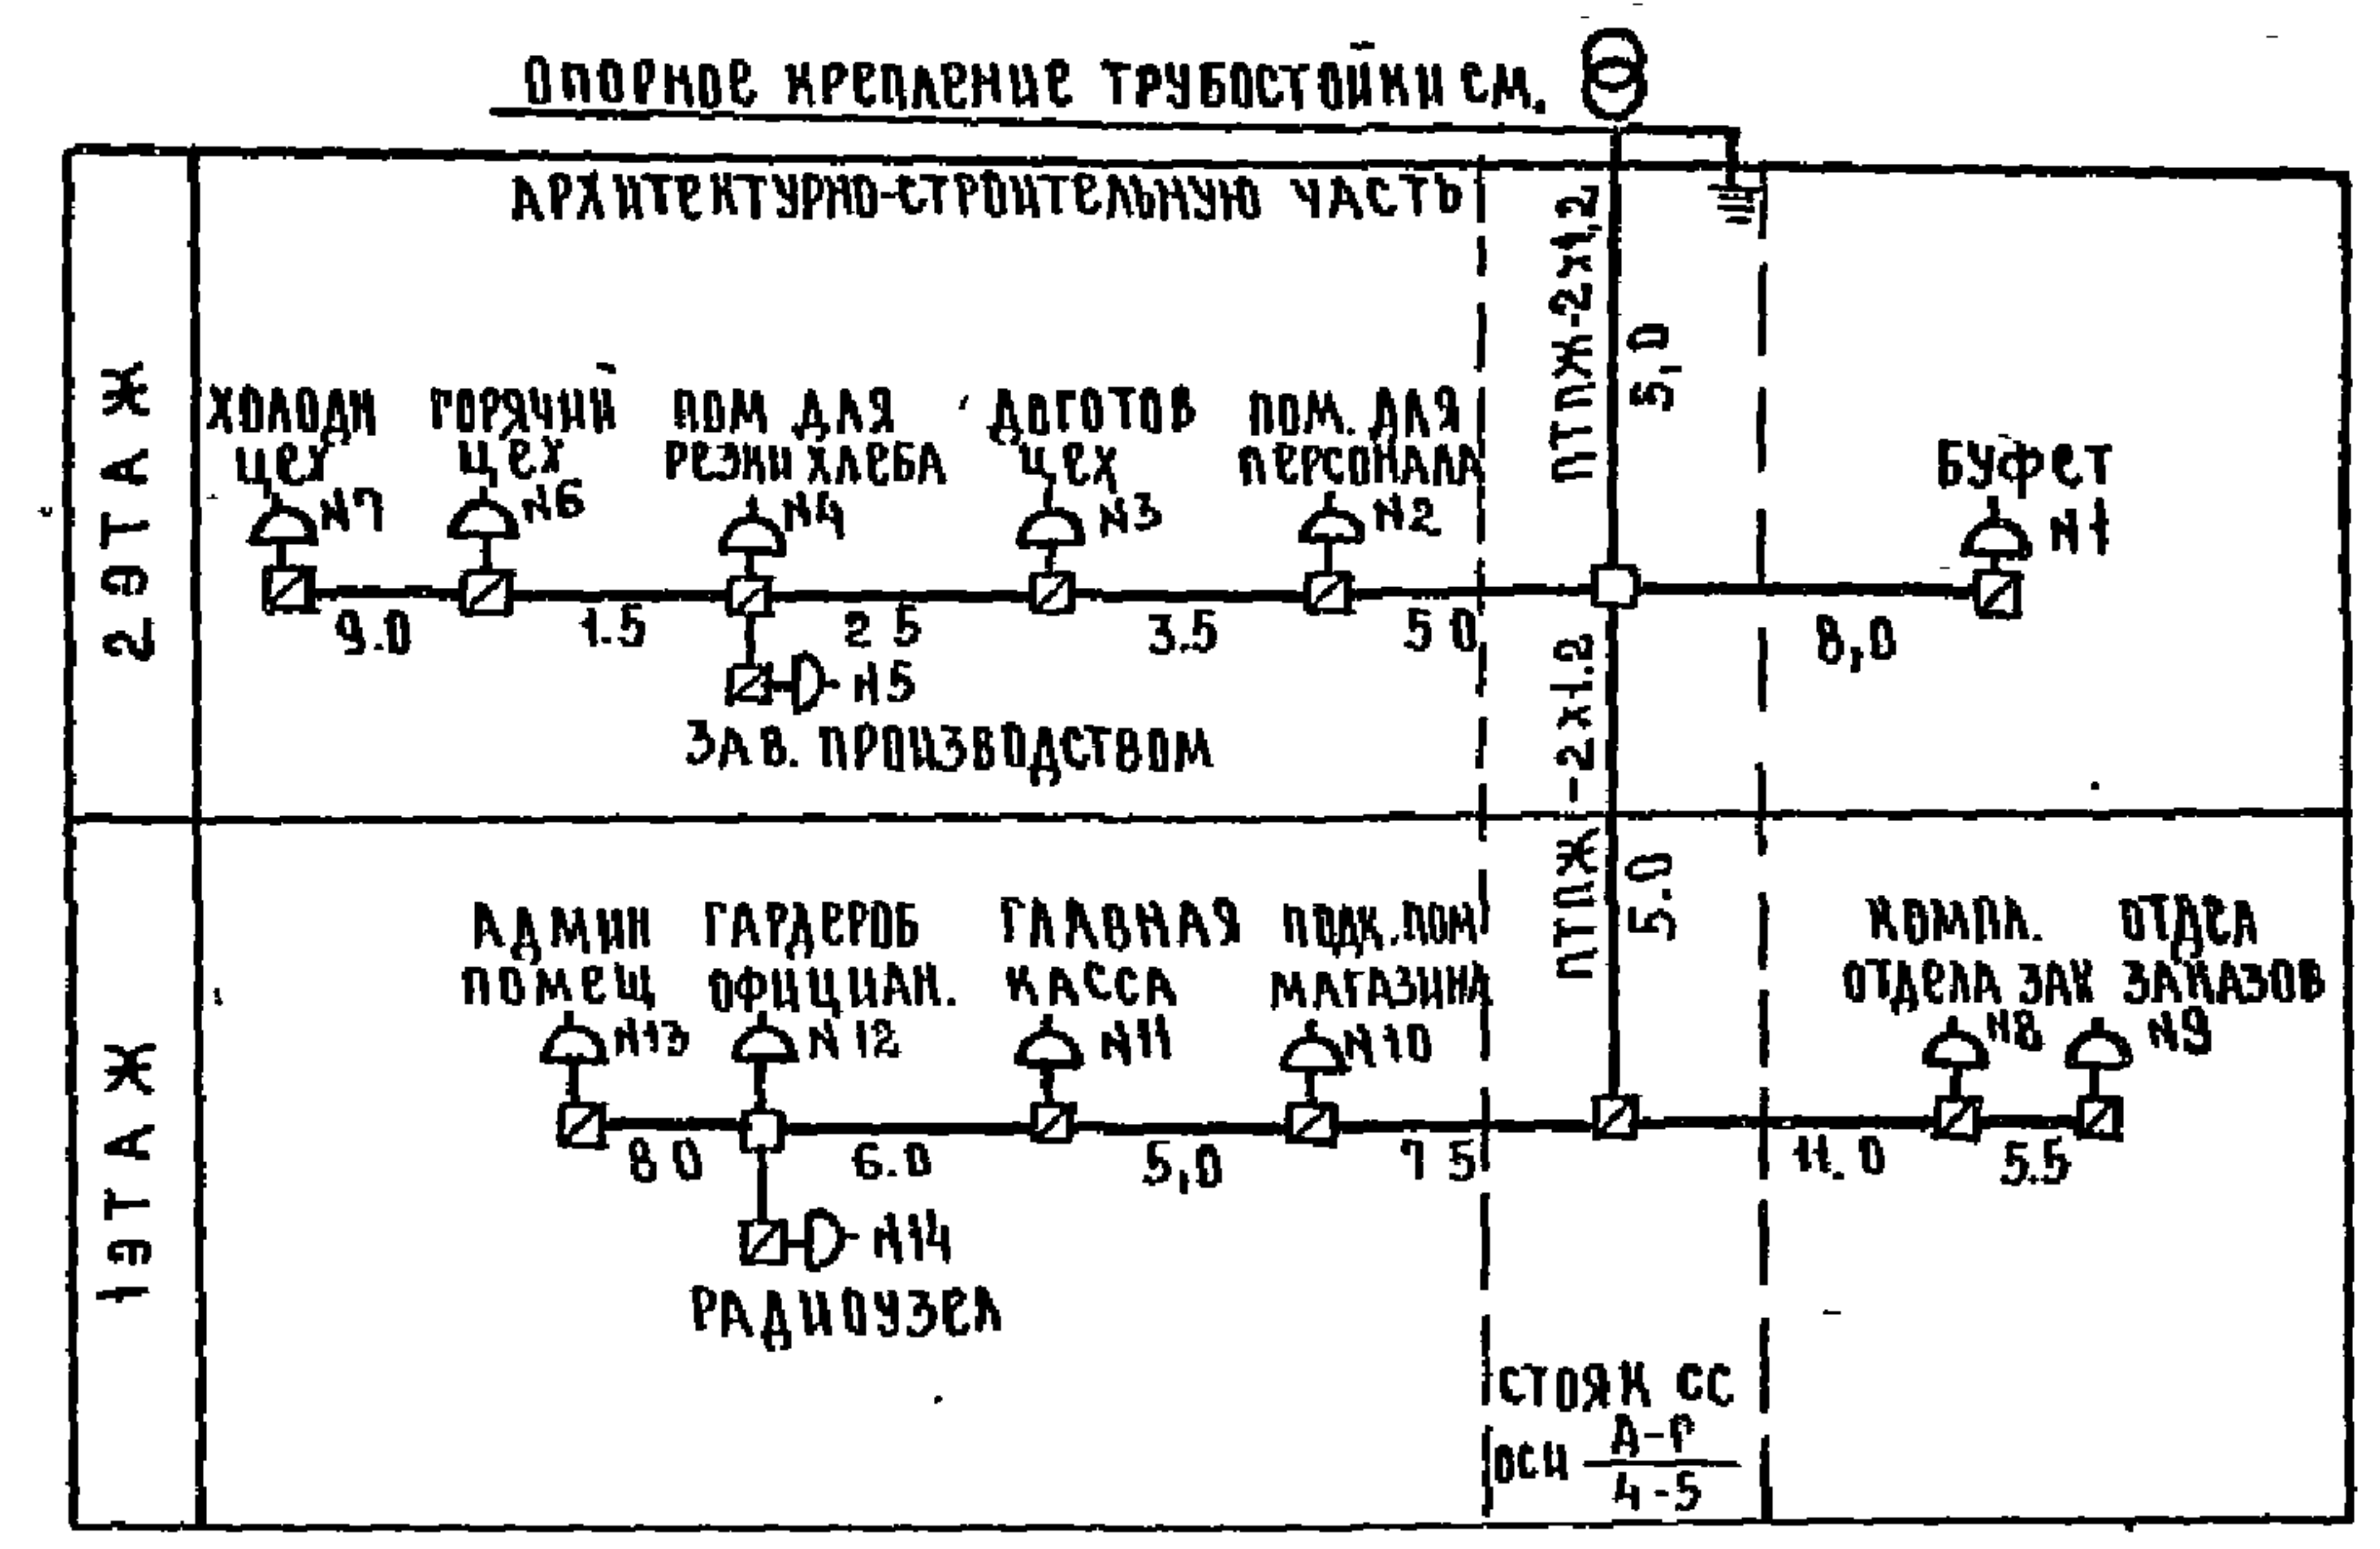 ОПОРНОЕ КРЕПЛЕНИЕ ТРУБОСТОЙКИ СМ.
АРХИТЕКТУРНО-СТРОИТЕЛЬНУЮ ЧАСТЬ
2 ЭТАЖ
ПТПЖ-2х1,2
5,0
ХОЛОДН
ЦЕХ
N7
ГОРЯЧИЙ
ЦЕХ
N6
ПОМ ДЛЯ
РЕЗКИ ХЛЕБА
N4
ДОГОТОВ
ЦЕХ
N3
ПОМ. ДЛЯ
ПЕРСОНАЛА
N2
БУФЕТ
N1
9.0
1.5
2 5
3.5
5 0
8,0
N5
ЗАВ. ПРОИЗВОДСТВОМ
ПТПЖ-2х1.2
5.0
1 ЭТАЖ
АДМИН
ПОМЕЩ
N13
ГАРДЕРОБ
ОФИЦИАН.
N12
ГЛАВНАЯ
КАССА
N11
ПОДК. ПОМ
МАГАЗИНА
N10
КОМПЛ.
ОТДЕЛА ЗАК
N8
ОТДЕЛ
ЗАКАЗОВ
N9
8 0
6.0
5,0
7 5
11.0
5.5
N14
РАДИОУЗЕЛ
СТОЯК СС
ОСИ А-Р
4-5